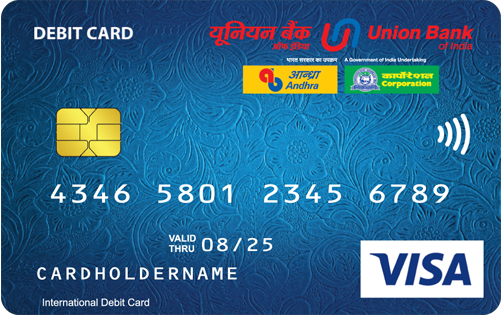 DEBIT CARD
यूनियन बैंक Union Bank
ऑफ इंडिया of India
भारत सरकार का उपक्रम A Government of India Undertaking
आन्ध्रा
Andhra
कार्पोरेशन
Corporation
4346 5801 2345 6789
VALID
THRU 08/25
CARDHOLDERNAME
VISA
International Debit Card